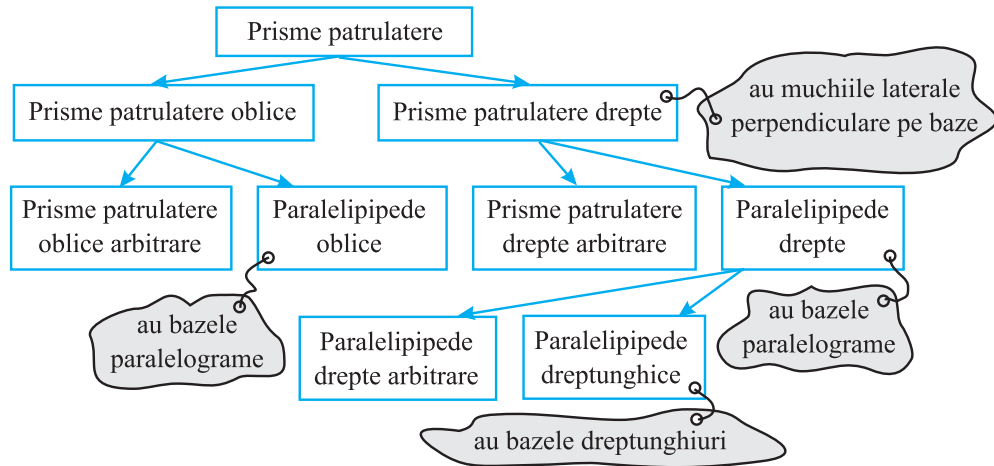 Prisme patrulatere
Prisme patrulatere oblice
Prisme patrulatere drepte
au muchiile laterale
perpendiculare pe baze
Prisme patrulatere
oblice arbitrare
Paralelipipede
oblice
Prisme patrulatere
drepte arbitrare
Paralelipipede
drepte
au bazele
paralelograme
Paralelipipede
drepte arbitrare
Paralelipipede
dreptunghice
au bazele
paralelograme
au bazele dreptunghiuri